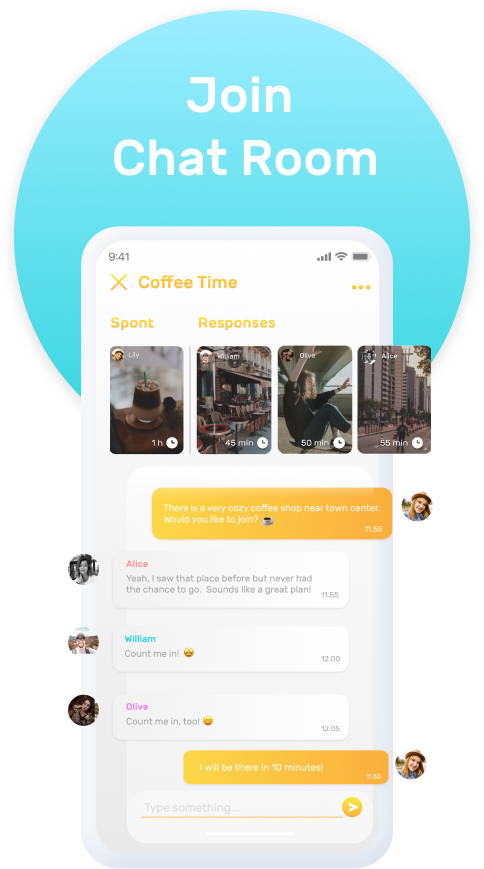 Join
Chat Room
9:41
Coffee Time
Spont
Responses
Lily
William
Olive
Alice
1 h
45 min
50 min
55 min
There is a very cozy coffee shop near town center.
Would you like to join? ☕
11.55
Alice
Yeah, I saw that place before but never had
the chance to go. Sounds like a great plan!
11.55
William
Count me in! 🤩
12.00
Olive
Count me in, too! 😄
12.05
I will be there in 10 minutes!
11.55
Type something...